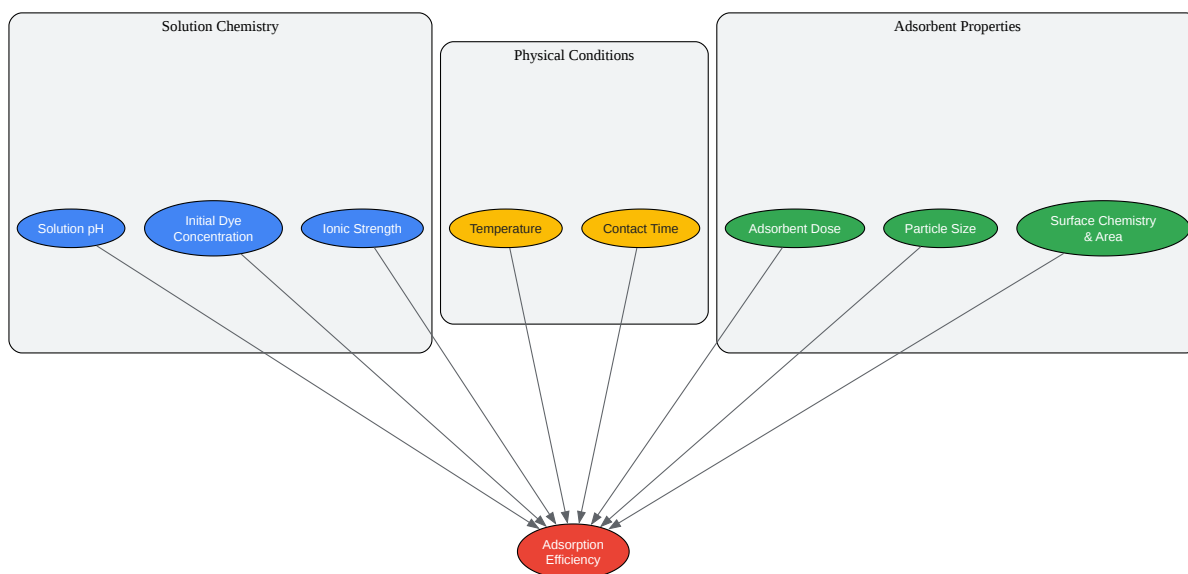 Solution Chemistry
Physical Conditions
Adsorbent Properties
Solution pH
Initial Dye
Concentration
Ionic Strength
Temperature
Contact Time
Adsorbent Dose
Particle Size
Surface Chemistry
& Area
Adsorption
Efficiency